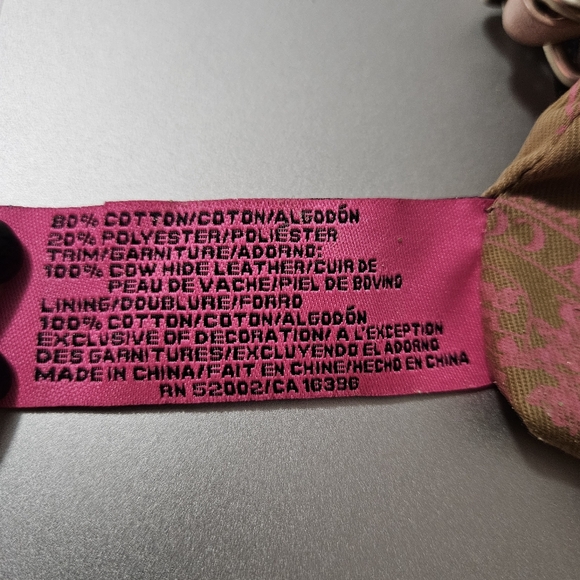 80% COTTON/COTON/ALGODÓN
20% POLYESTER/POLIÉSTER
TRIM/GARNITURE/ADORNO:
100% COW HIDE LEATHER/CUIR DE
PEAU DE VACHE/PIEL DE BOVINO
LINING/DOUBLURE/FORRO
100% COTTON/COTON/ALGODÓN
EXCLUSIVE OF DECORATION/A L'EXCEPTION
DES GARNITURES/EXCLUYENDO EL ADORNO
MADE IN CHINA/FAIT EN CHINE/HECHO EN CHINA
RN 52002/CA 16396